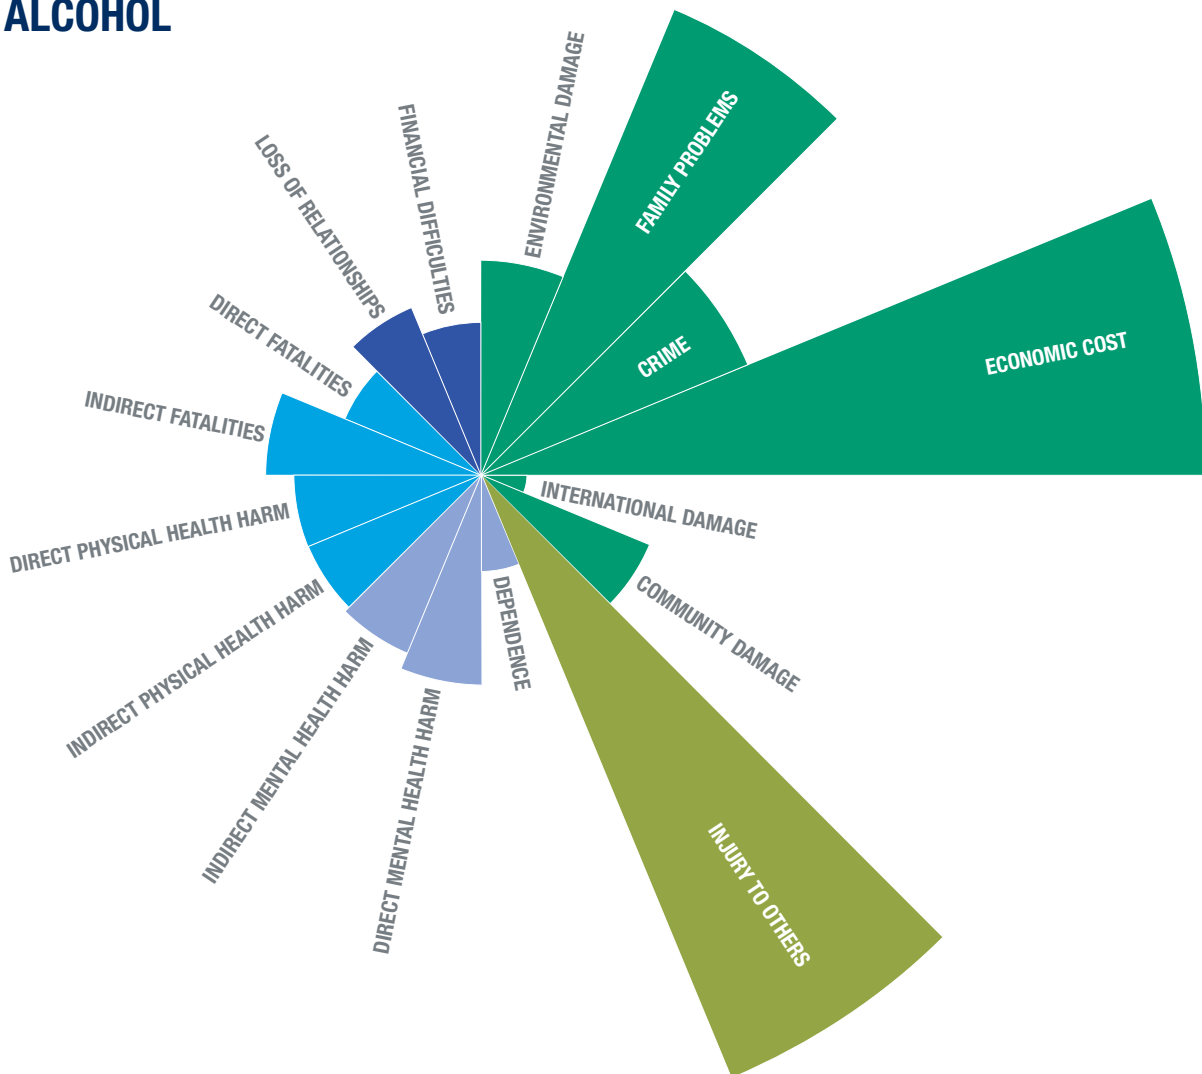 ALCOHOL
ENVIRONMENTAL DAMAGE
FAMILY PROBLEMS
CRIME
ECONOMIC COST
INTERNATIONAL DAMAGE
COMMUNITY DAMAGE
INJURY TO OTHERS
DEPENDENCE
DIRECT MENTAL HEALTH HARM
INDIRECT MENTAL HEALTH HARM
INDIRECT PHYSICAL HEALTH HARM
DIRECT PHYSICAL HEALTH HARM
INDIRECT FATALITIES
DIRECT FATALITIES
LOSS OF RELATIONSHIPS
FINANCIAL DIFFICULTIES